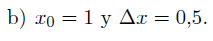 b) x₀ = 1 y Δx = 0,5.